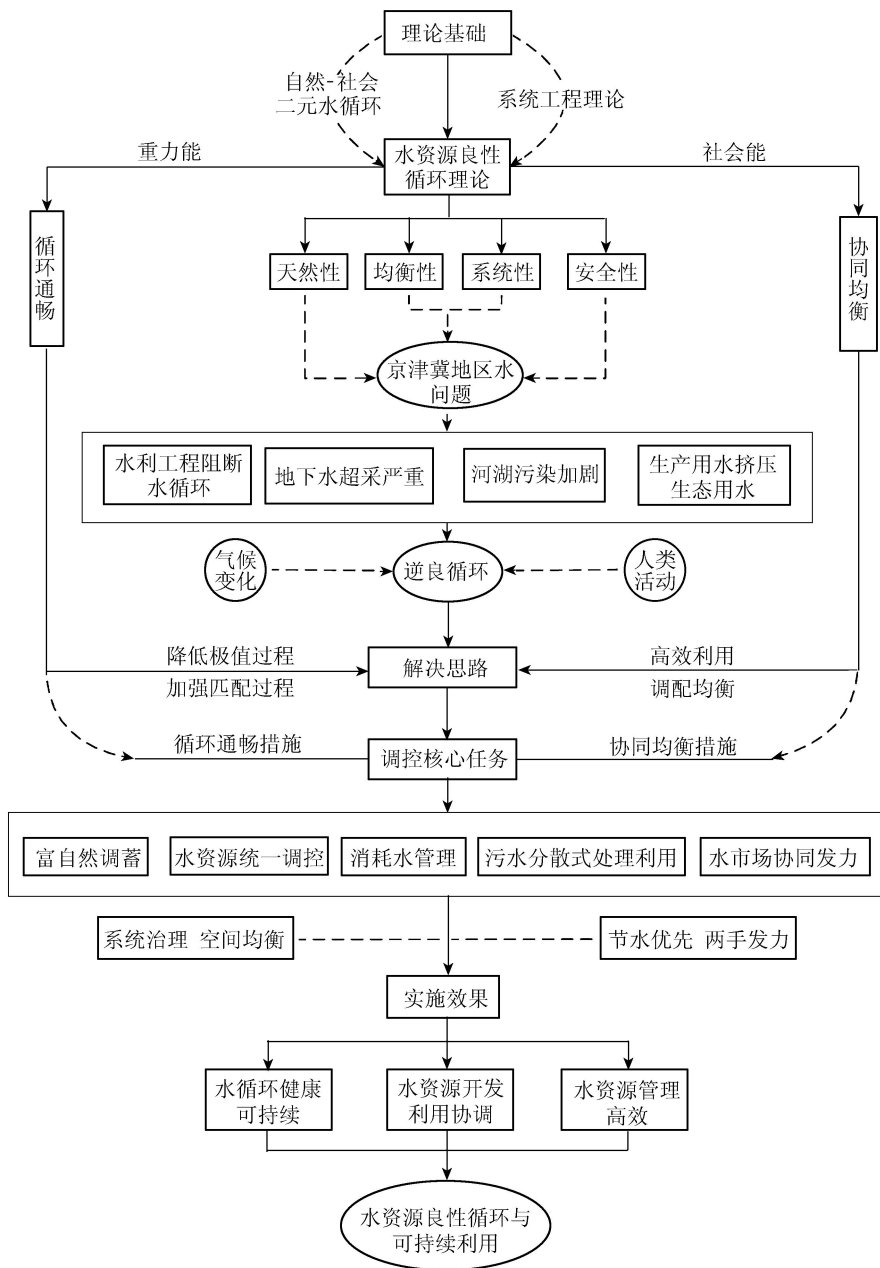 理论基础
自然-社会
二元水循环
系统工程理论
重力能
水资源良性
循环理论
社会能
循环通畅
协同均衡
天然性
均衡性
系统性
安全性
京津冀地区水
问题
水利工程阻断
水循环
地下水超采严重
河湖污染加剧
生产用水挤压
生态用水
气候
变化
逆良循环
人类
活动
降低极值过程
加强匹配过程
解决思路
高效利用
调配均衡
循环通畅措施
调控核心任务
协同均衡措施
富自然调蓄
水资源统一调控
消耗水管理
污水分散式处理利用
水市场协同发力
系统治理 空间均衡
节水优先 两手发力
实施效果
水循环健康
可持续
水资源开发
利用协调
水资源管理
高效
水资源良性循环与
可持续利用